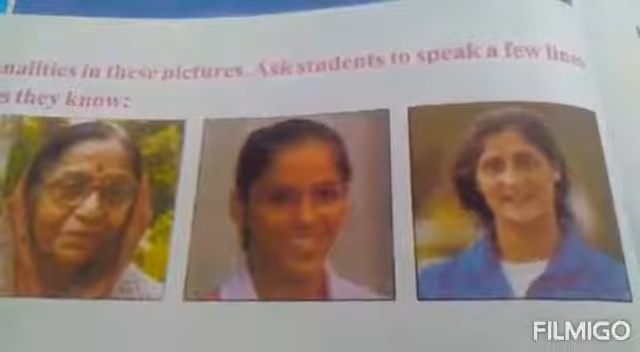 nalities in these pictures. Ask students to speak a few lines
s they know:
FILMIGO